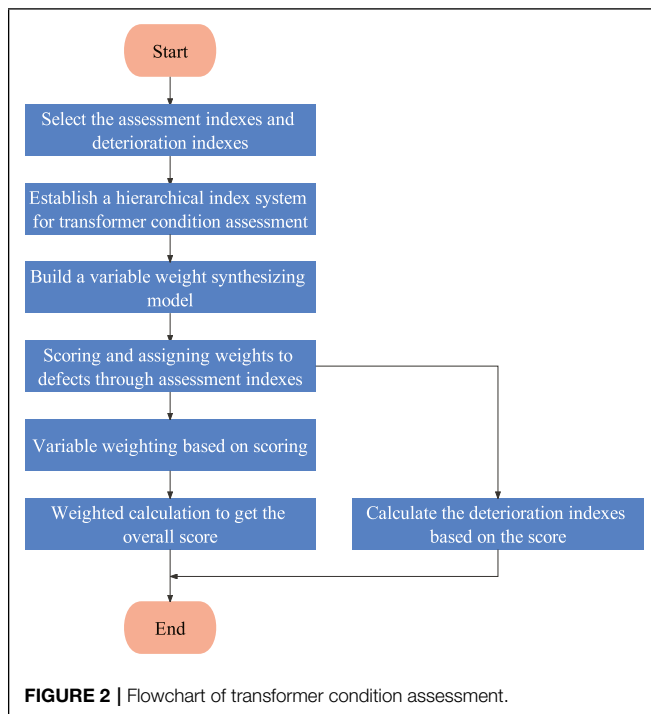 Start
Select the assessment indexes and
deterioration indexes
Establish a hierarchical index system
for transformer condition assessment
Build a variable weight synthesizing
model
Scoring and assigning weights to
defects through assessment indexes
Variable weighting based on scoring
Weighted calculation to get the
overall score
Calculate the deterioration indexes
based on the score
End
FIGURE 2 | Flowchart of transformer condition assessment.